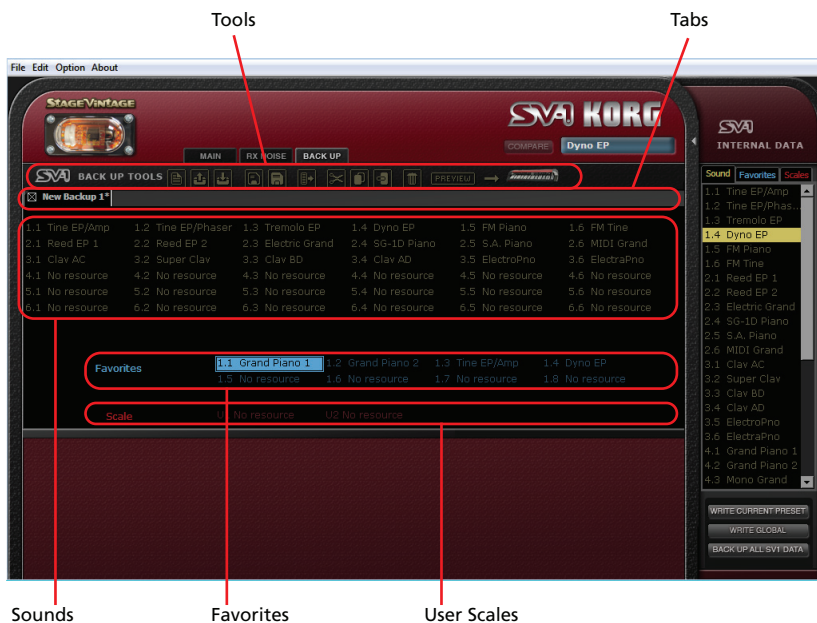 Tools Tabs
File Edit Option About
STAGEVINTAGE
SV1 KORG
COMPARE Dyno EP
MAIN RX NOISE BACK UP
SV1 BACK UP TOOLS PREVIEW
New Backup 1*
1.1 Tine EP/Amp 1.2 Tine EP/Phaser 1.3 Tremolo EP 1.4 Dyno EP 1.5 FM Piano 1.6 FM Tine
2.1 Reed EP 1 2.2 Reed EP 2 2.3 Electric Grand 2.4 SG-1D Piano 2.5 S.A. Piano 2.6 MIDI Grand
3.1 Clav AC 3.2 Super Clav 3.3 Clav BD 3.4 Clav AD 3.5 ElectroPno 3.6 ElectraPno
4.1 No resource 4.2 No resource 4.3 No resource 4.4 No resource 4.5 No resource 4.6 No resource
5.1 No resource 5.2 No resource 5.3 No resource 5.4 No resource 5.5 No resource 5.6 No resource
6.1 No resource 6.2 No resource 6.3 No resource 6.4 No resource 6.5 No resource 6.6 No resource
Favorites 1.1 Grand Piano 1 1.2 Grand Piano 2 1.3 Tine EP/Amp 1.4 Dyno EP
1.5 No resource 1.6 No resource 1.7 No resource 1.8 No resource
Scale U1 No resource U2 No resource
SV1
INTERNAL DATA
Sound Favorites Scales
1.1 Tine EP/Amp
1.2 Tine EP/Phas...
1.3 Tremolo EP
1.4 Dyno EP
1.5 FM Piano
1.6 FM Tine
2.1 Reed EP 1
2.2 Reed EP 2
2.3 Electric Grand
2.4 SG-1D Piano
2.5 S.A. Piano
2.6 MIDI Grand
3.1 Clav AC
3.2 Super Clav
3.3 Clav BD
3.4 Clav AD
3.5 ElectroPno
3.6 ElectraPno
4.1 Grand Piano 1
4.2 Grand Piano 2
4.3 Mono Grand
WRITE CURRENT PRESET
WRITE GLOBAL
BACK UP ALL SV1 DATA
Sounds Favorites User Scales